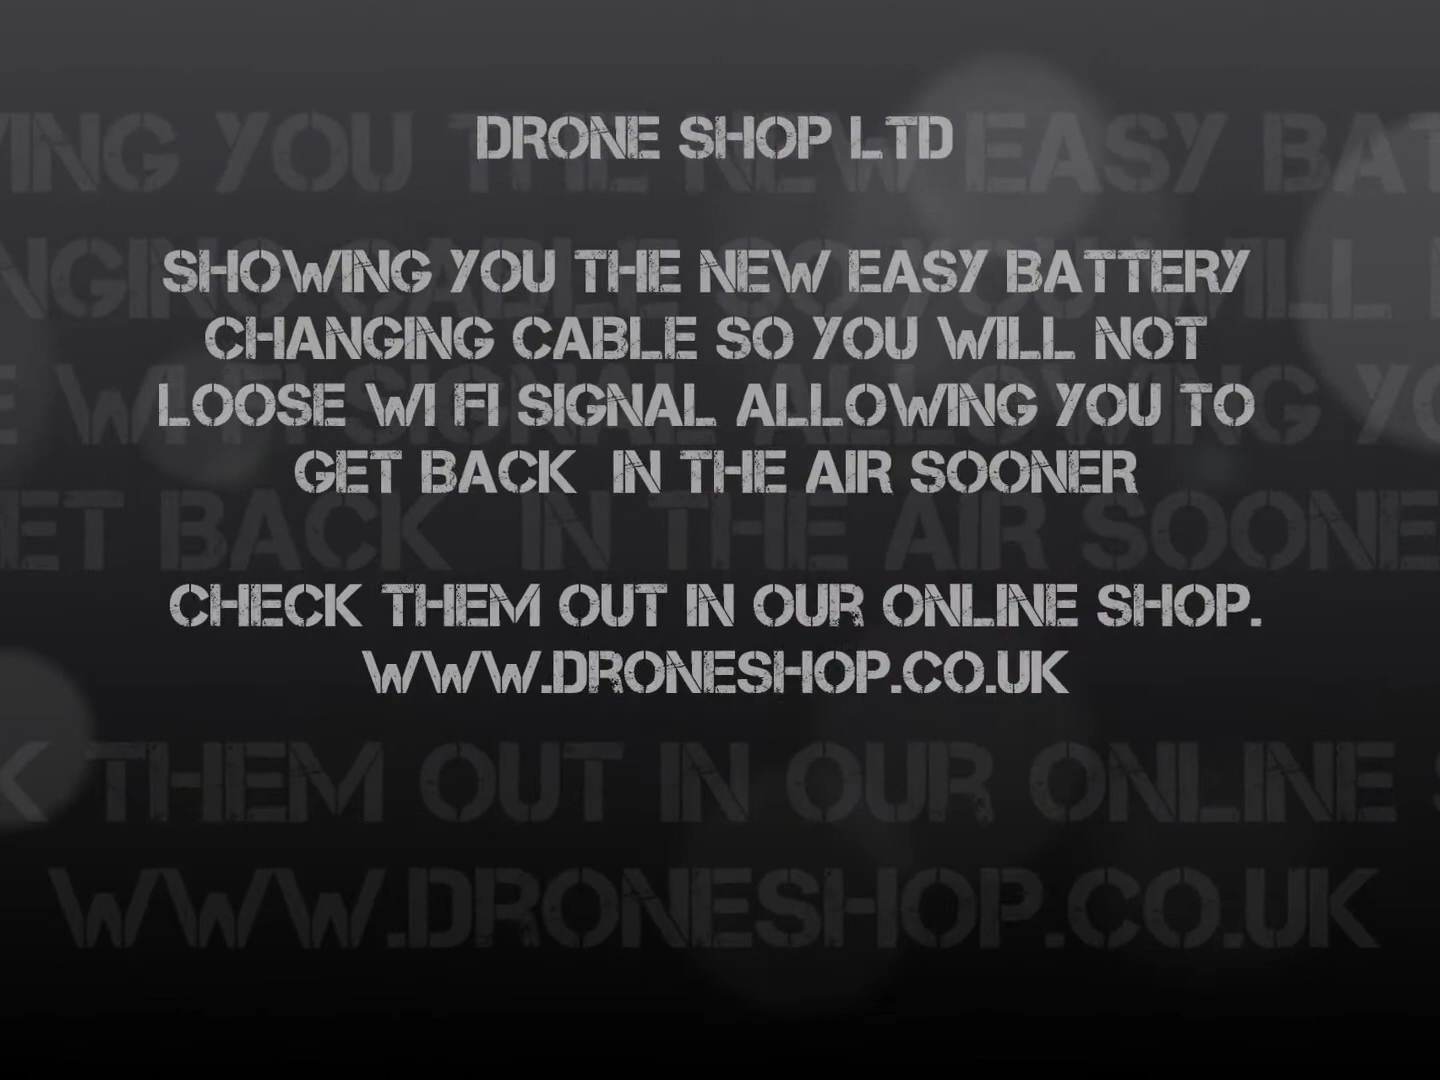 DRONE SHOP LTD
SHOWING YOU THE NEW EASY BATTERY
CHANGING CABLE SO YOU WILL NOT
LOOSE WI FI SIGNAL ALLOWING YOU TO
GET BACK  IN THE AIR SOONER
CHECK THEM OUT IN OUR ONLINE SHOP.
WWW.DRONESHOP.CO.UK